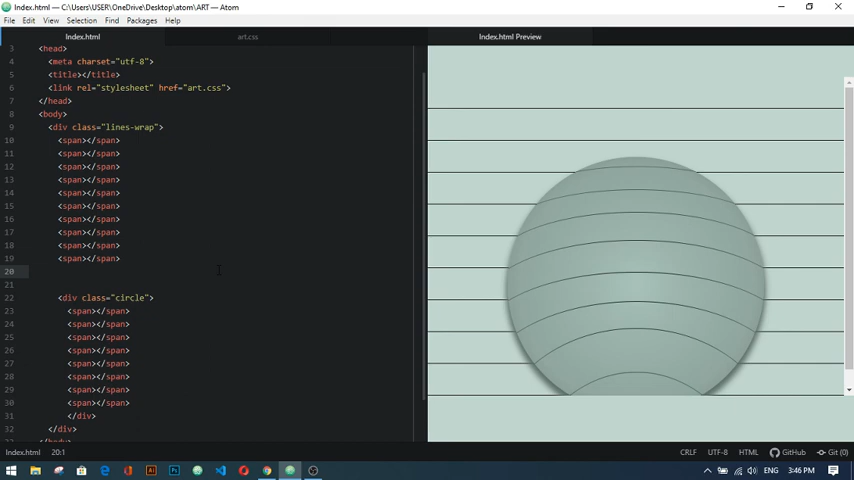 Index.html — C:\Users\USER\OneDrive\Desktop\atom\ART — Atom
File Edit View Selection Find Packages Help
Index.html art.css Index.html Preview
3 <head>
4 <meta charset="utf-8">
5 <title></title>
6 <link rel="stylesheet" href="art.css">
7 </head>
8 <body>
9 <div class="lines-wrap">
10 <span></span>
11 <span></span>
12 <span></span>
13 <span></span>
14 <span></span>
15 <span></span>
16 <span></span>
17 <span></span>
18 <span></span>
19 <span></span>
20
21
22 <div class="circle">
23 <span></span>
24 <span></span>
25 <span></span>
26 <span></span>
27 <span></span>
28 <span></span>
29 <span></span>
30 <span></span>
31 </div>
32 </div>
33 </body>
Index.html 20:1 CRLF UTF-8 HTML GitHub Git (0)
Ai Ps ENG 3:46 PM